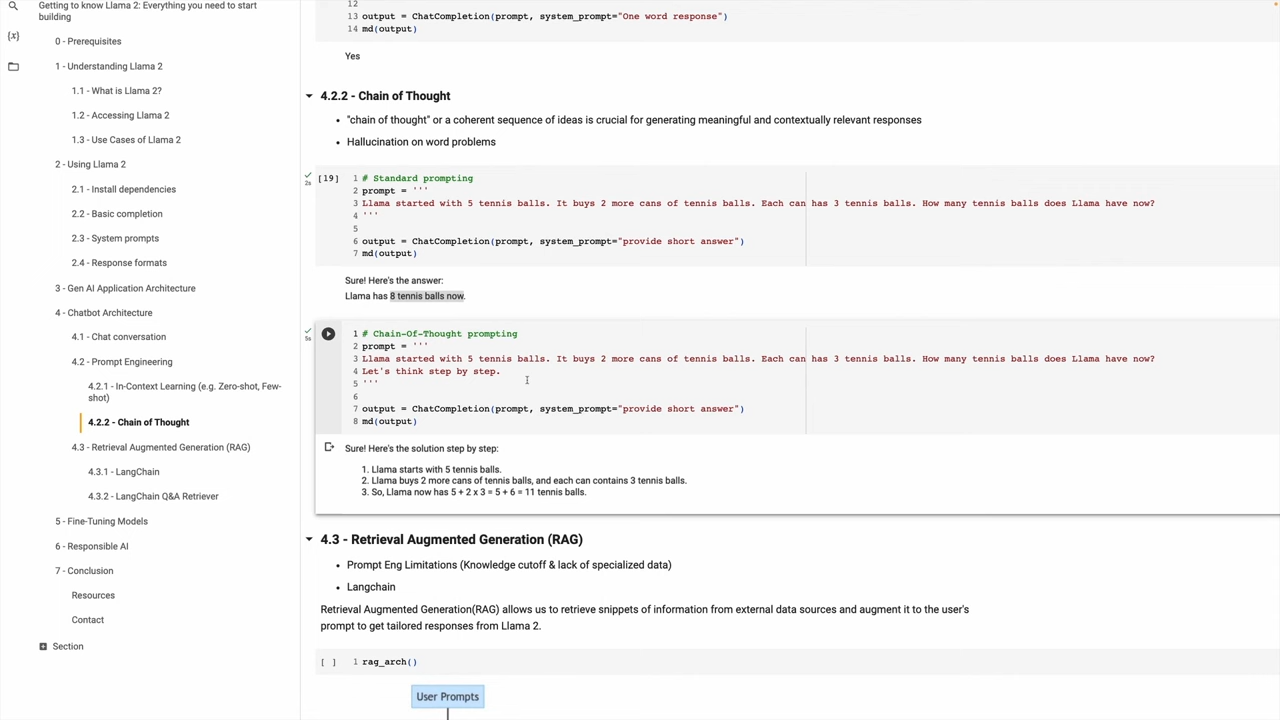 Getting to know Llama 2: Everything you need to start
building
0 - Prerequisites
1 - Understanding Llama 2
1.1 - What is Llama 2?
1.2 - Accessing Llama 2
1.3 - Use Cases of Llama 2
2 - Using Llama 2
2.1 - Install dependencies
2.2 - Basic completion
2.3 - System prompts
2.4 - Response formats
3 - Gen AI Application Architecture
4 - Chatbot Architecture
4.1 - Chat conversation
4.2 - Prompt Engineering
4.2.1 - In-Context Learning (e.g. Zero-shot, Few-
shot)
4.2.2 - Chain of Thought
4.3 - Retrieval Augmented Generation (RAG)
4.3.1 - LangChain
4.3.2 - LangChain Q&A Retriever
5 - Fine-Tuning Models
6 - Responsible AI
7 - Conclusion
Resources
Contact
Section
{x}
12
13 output = ChatCompletion(prompt, system_prompt="One word response")
14 md(output)
Yes
4.2.2 - Chain of Thought
• "chain of thought" or a coherent sequence of ideas is crucial for generating meaningful and contextually relevant responses
• Hallucination on word problems
[19] 1 # Standard prompting
2s
2 prompt = '''
3 Llama started with 5 tennis balls. It buys 2 more cans of tennis balls. Each can has 3 tennis balls. How many tennis balls does Llama have now?
4 '''
5
6 output = ChatCompletion(prompt, system_prompt="provide short answer")
7 md(output)
Sure! Here's the answer:
Llama has 8 tennis balls now.
1 # Chain-Of-Thought prompting
5s
2 prompt = '''
3 Llama started with 5 tennis balls. It buys 2 more cans of tennis balls. Each can has 3 tennis balls. How many tennis balls does Llama have now?
4 Let's think step by step.
5 '''
6
7 output = ChatCompletion(prompt, system_prompt="provide short answer")
8 md(output)
Sure! Here's the solution step by step:
1. Llama starts with 5 tennis balls.
2. Llama buys 2 more cans of tennis balls, and each can contains 3 tennis balls.
3. So, Llama now has 5 + 2 x 3 = 5 + 6 = 11 tennis balls.
4.3 - Retrieval Augmented Generation (RAG)
• Prompt Eng Limitations (Knowledge cutoff & lack of specialized data)
• Langchain
Retrieval Augmented Generation(RAG) allows us to retrieve snippets of information from external data sources and augment it to the user's
prompt to get tailored responses from Llama 2.
[ ] 1 rag_arch()
User Prompts